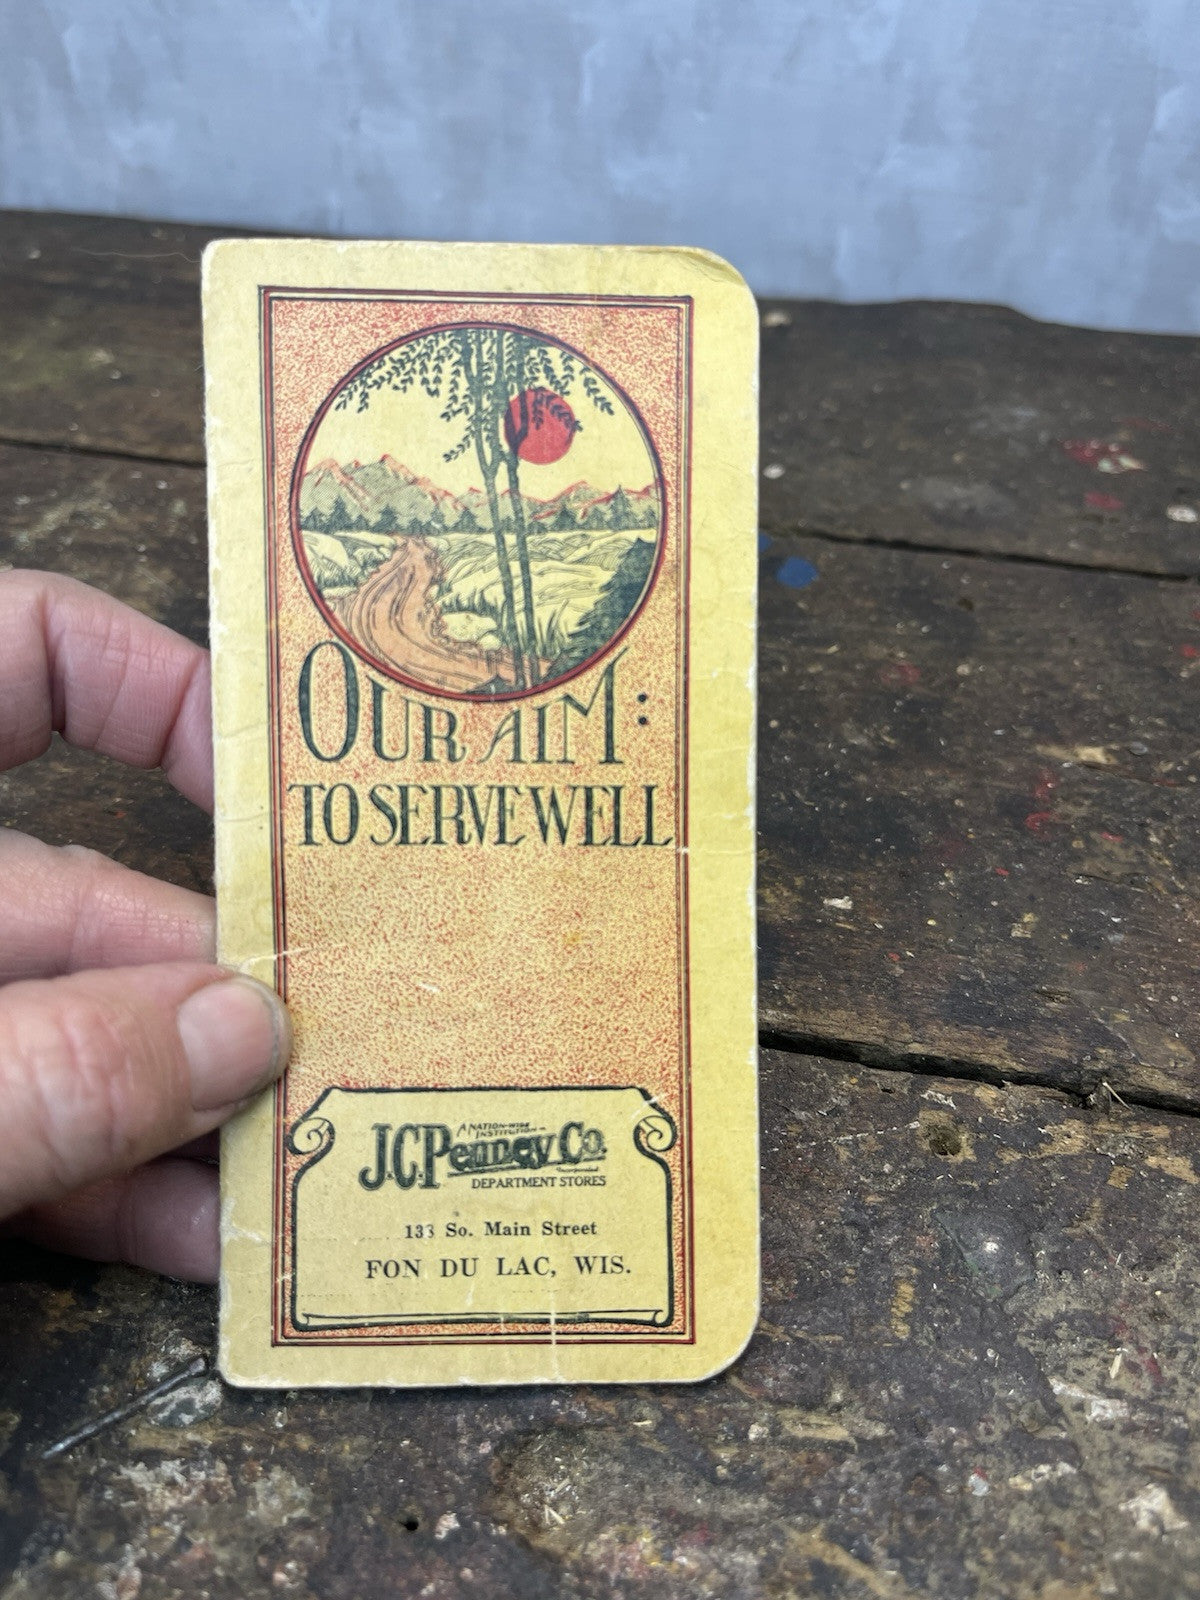 OUR AIM:
TO SERVE WELL
A NATION-WIDE
INSTITUTION
J.C.Penney Co.
Incorporated
DEPARTMENT STORES
133 So. Main Street
FON DU LAC, WIS.